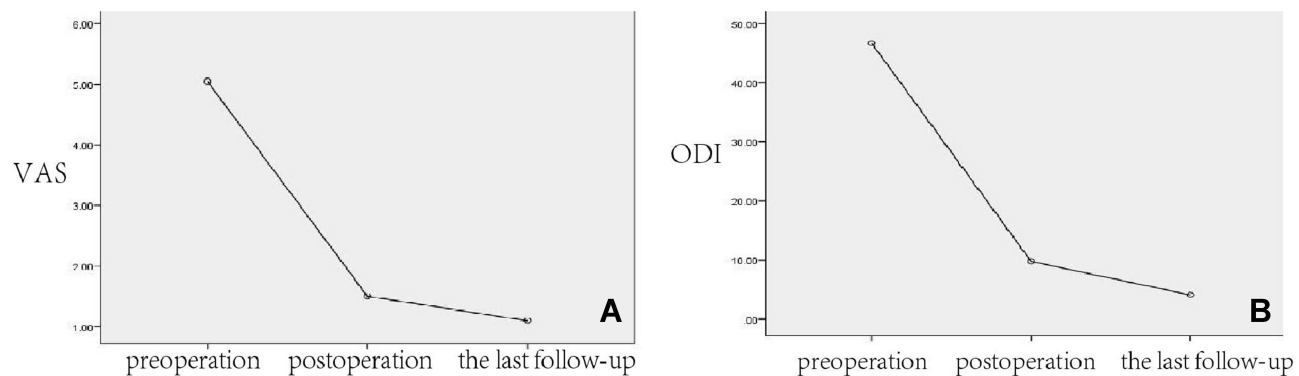 6.00
5.00
4.00
VAS
3.00
2.00
1.00
A
preoperation postoperation the last follow-up
50.00
40.00
30.00
ODI
20.00
10.00
.00
B
preoperation postoperation the last follow-up